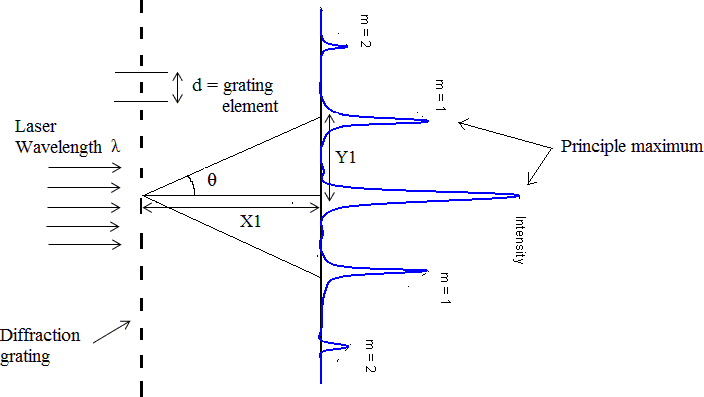 m = 2
d = grating
element
m = 1
Laser
Wavelength λ
Principle maximum
Y1
θ
X1
Intensity
m = 1
Diffraction
grating
m = 2